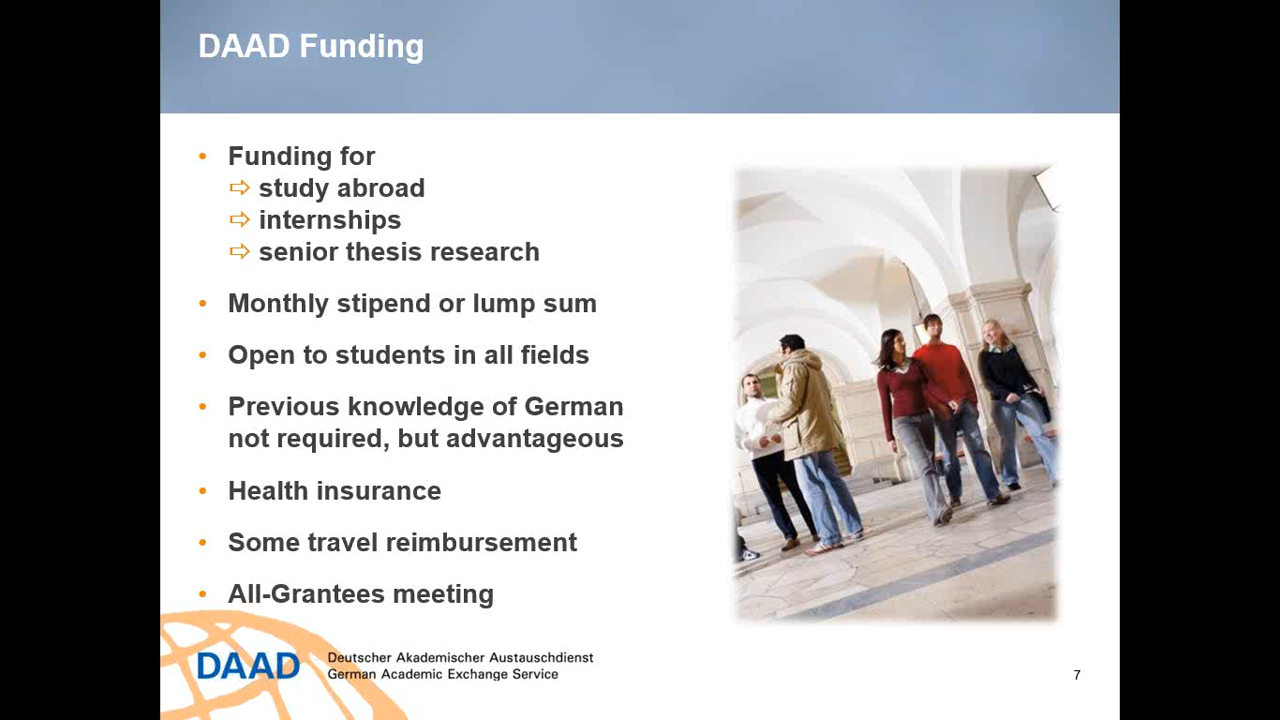 DAAD Funding
• Funding for
⇨ study abroad
⇨ internships
⇨ senior thesis research
• Monthly stipend or lump sum
• Open to students in all fields
• Previous knowledge of German
not required, but advantageous
• Health insurance
• Some travel reimbursement
• All-Grantees meeting
DAAD
Deutscher Akademischer Austauschdienst
German Academic Exchange Service
7